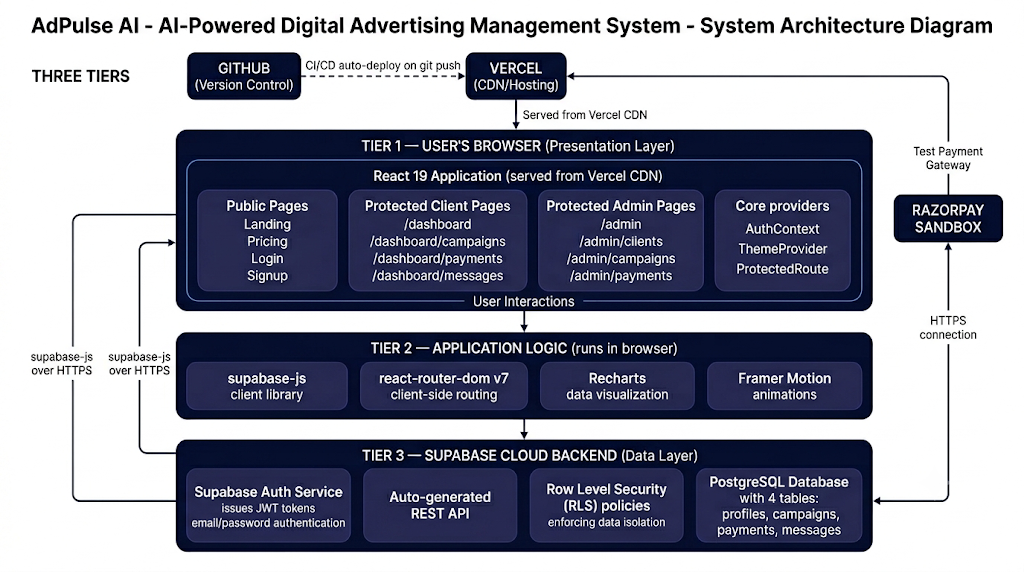 AdPulse AI - AI-Powered Digital Advertising Management System - System Architecture Diagram
THREE TIERS
GITHUB
(Version Control)
CI/CD auto-deploy on git push
VERCEL
(CDN/Hosting)
Served from Vercel CDN
TIER 1 — USER'S BROWSER (Presentation Layer)
React 19 Application (served from Vercel CDN)
Public Pages
Landing
Pricing
Login
Signup
Protected Client Pages
/dashboard
/dashboard/campaigns
/dashboard/payments
/dashboard/messages
Protected Admin Pages
/admin
/admin/ciients
/admin/campaigns
/admin/payments
Core providers
AuthContext
ThemeProvider
ProtectedRoute
User Interactions
Test Payment
Gateway
RAZORPAY
SANDBOX
HTTPS
connection
supabase-js
over HTTPS
supabase-js
over HTTPS
TIER 2 — APPLICATION LOGIC (runs in browser)
supabase-js
client library
react-router-dom v7
client-side routing
Recharts
data visualization
Framer Motion
animations
TIER 3 — SUPABASE CLOUD BACKEND (Data Layer)
Supabase Auth Service
issues JWT tokens
email/password authentication
Auto-generated
REST API
Row Level Security
(RLS) policies
enforcing data isolation
PostgreSQL Database
with 4 tables:
profiles, campaigns,
payments, messages